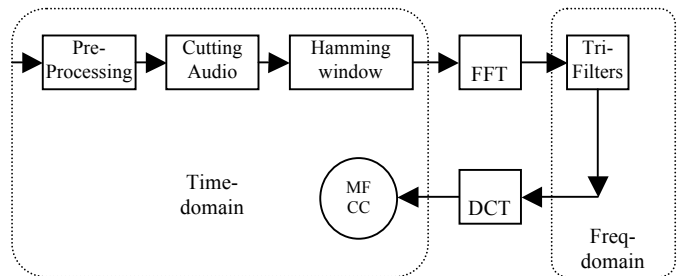 Pre-
Processing
Cutting
Audio
Hamming
window
FFT
Tri-
Filters
Time-
domain
MF
CC
DCT
Freq-
domain